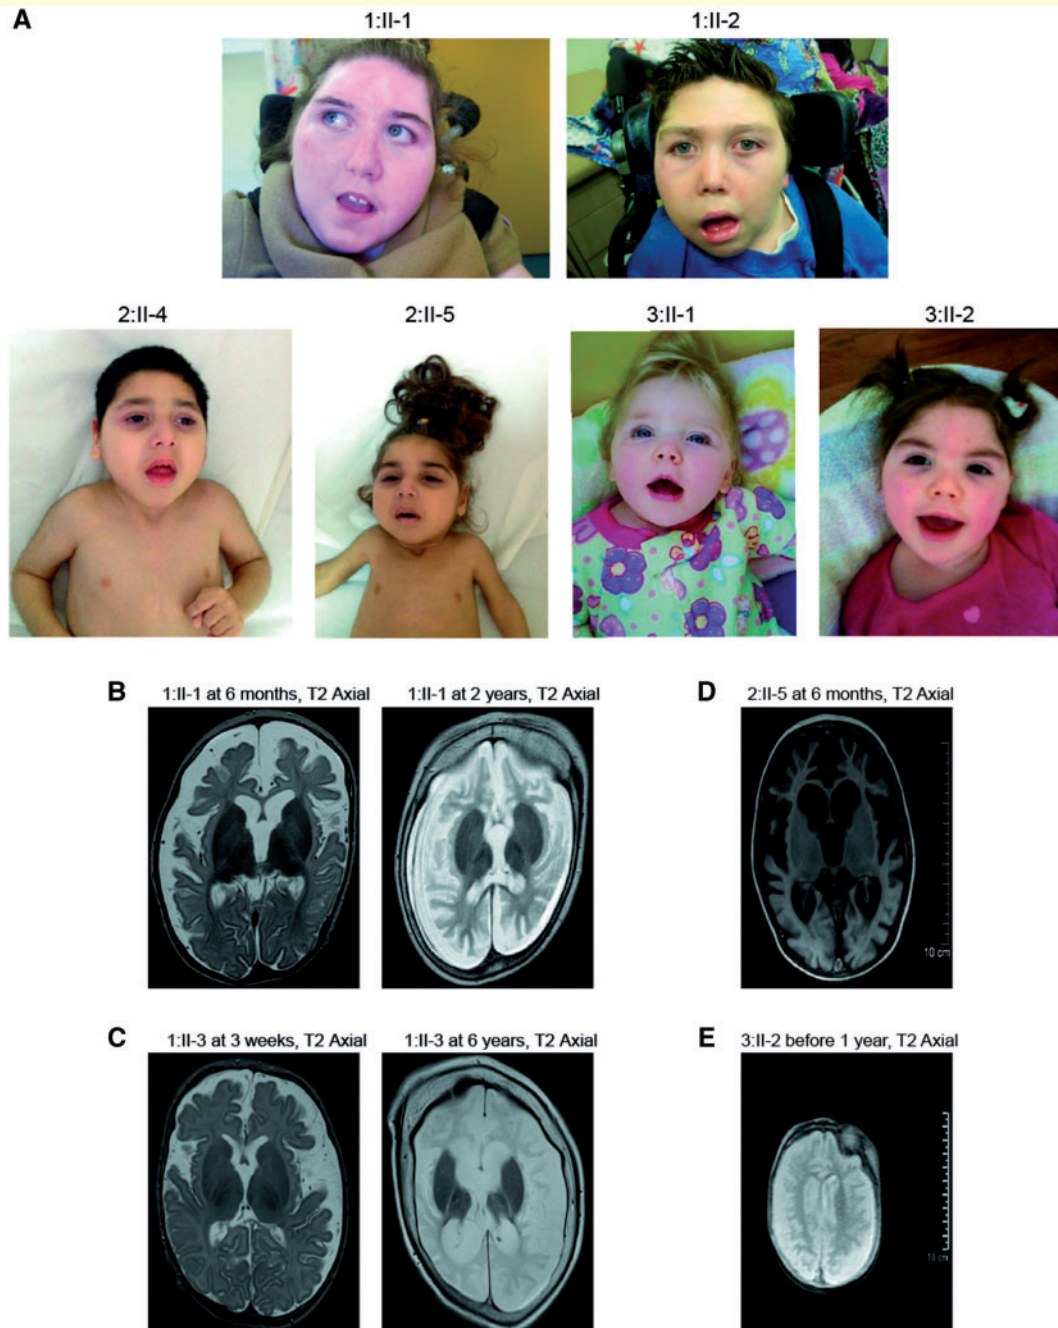 A
1:II-1
1:II-2
2:II-4
2:II-5
3:II-1
3:II-2
B
1:II-1 at 6 months, T2 Axial
1:II-1 at 2 years, T2 Axial
D
2:II-5 at 6 months, T2 Axial
10 cm
C
1:II-3 at 3 weeks, T2 Axial
1:II-3 at 6 years, T2 Axial
E
3:II-2 before 1 year, T2 Axial